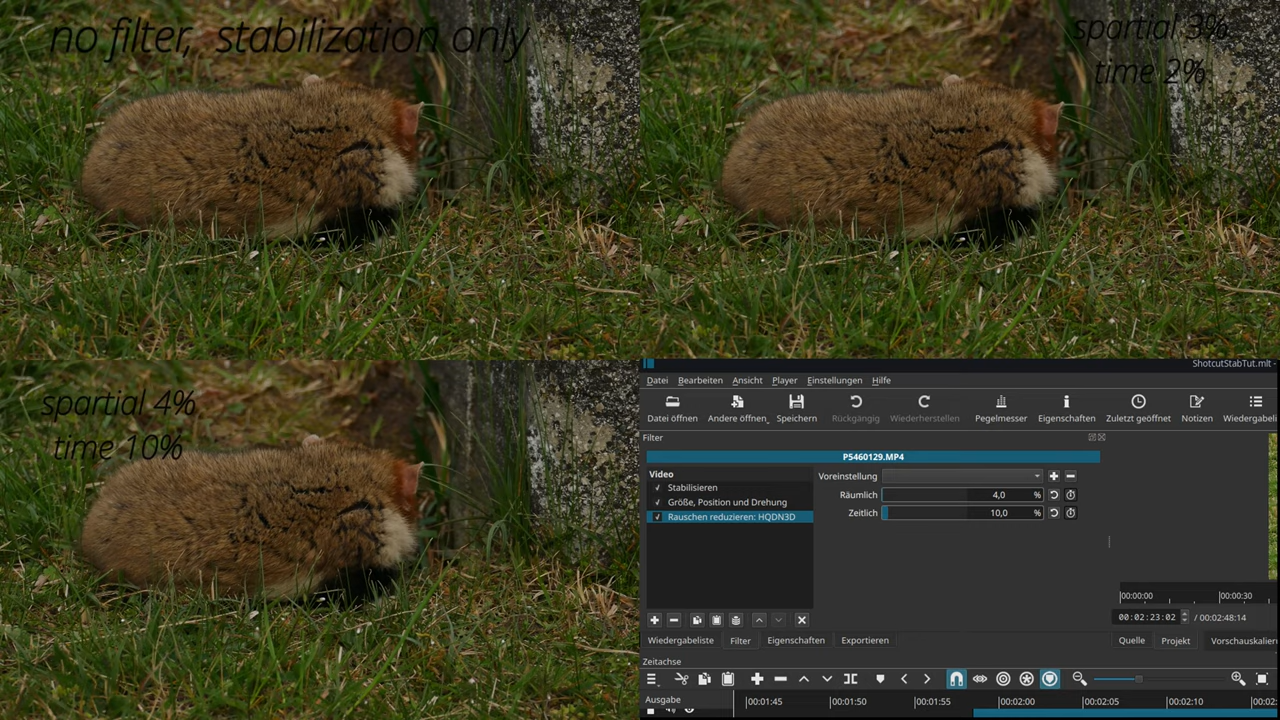 no filter, stabilization only
spartial 3%
time 2%
spartial 4%
time 10%
ShotcutStabTut.mlt -
Datei Bearbeiten Ansicht Player Einstellungen Hilfe
Datei öffnen Andere öffnen Speichern Rückgängig Wiederherstellen Pegelmesser Eigenschaften Zuletzt geöffnet Notizen Wiedergabeli
Filter
P5460129.MP4
Video
Stabilisieren
Größe, Position und Drehung
Rauschen reduzieren: HQDN3D
Voreinstellung
Räumlich 4,0 %
Zeitlich 10,0 %
00:00:00 00:00:30
00:02:23:02 / 00:02:48:14
Wiedergabeliste Filter Eigenschaften Exportieren Quelle Projekt Vorschauskalier
Zeitachse
Ausgabe 00:01:45 00:01:50 00:01:55 00:02:00 00:02:05 00:02:10 00:02: